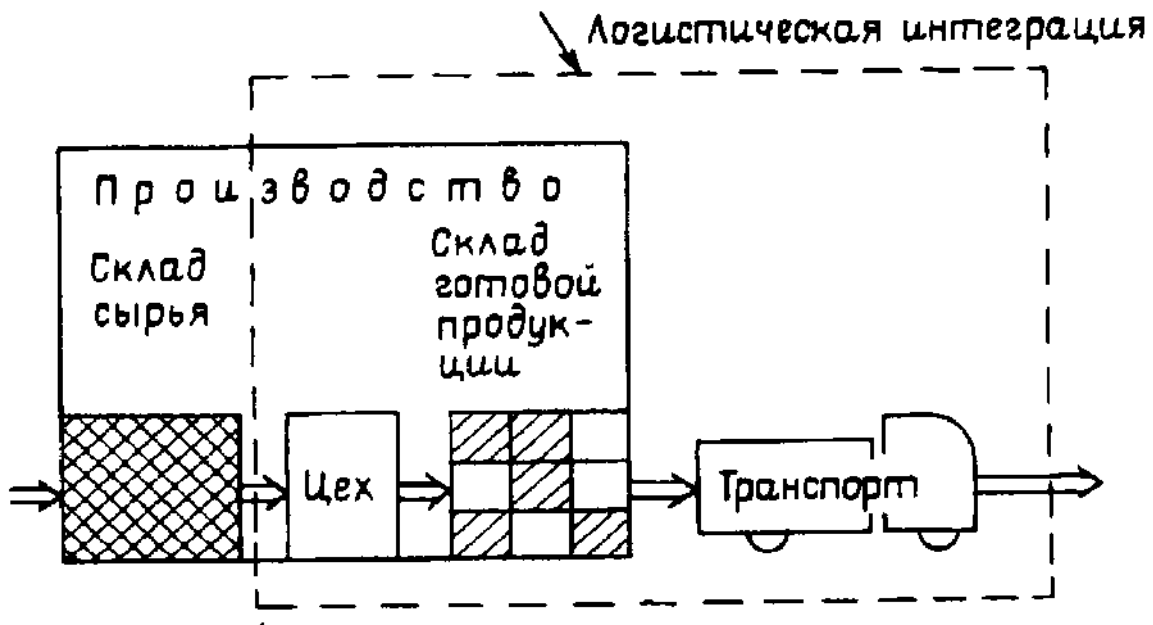 Логистическая интеграция
Производство
Склад
сырья
Склад
готовой
продук-
ции
Цех
Транспорт